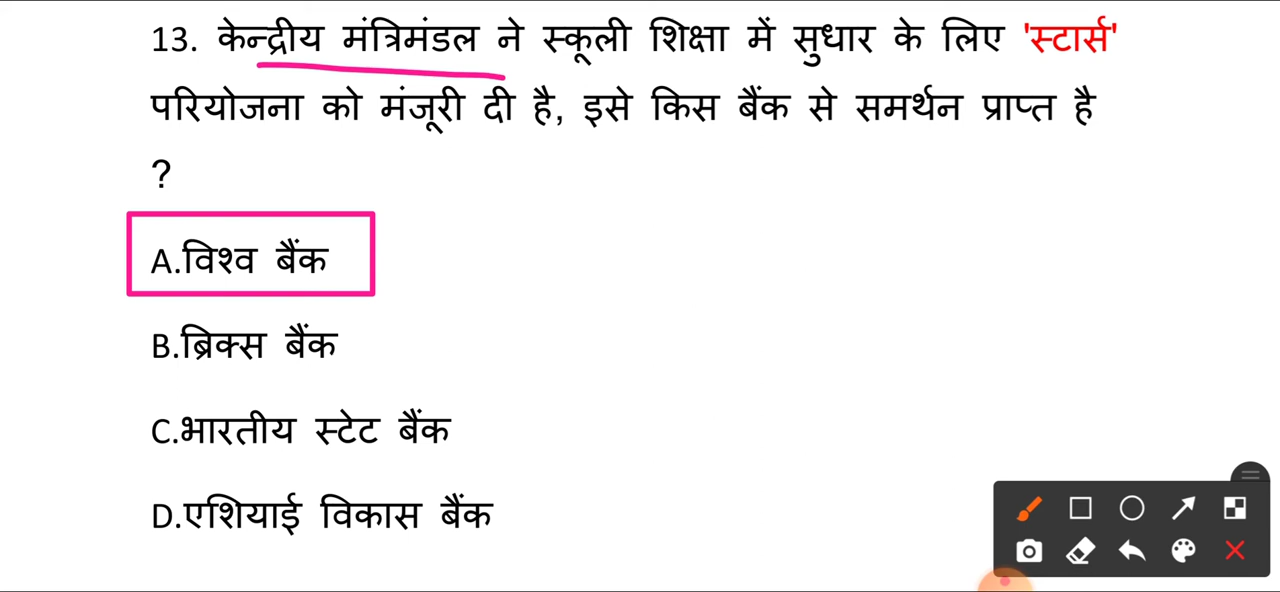 13. केन्द्रीय मंत्रिमंडल ने स्कूली शिक्षा में सुधार के लिए 'स्टार्स'
परियोजना को मंजूरी दी है, इसे किस बैंक से समर्थन प्राप्त है
?
A.विश्व बैंक
B.ब्रिक्स बैंक
C.भारतीय स्टेट बैंक
D.एशियाई विकास बैंक